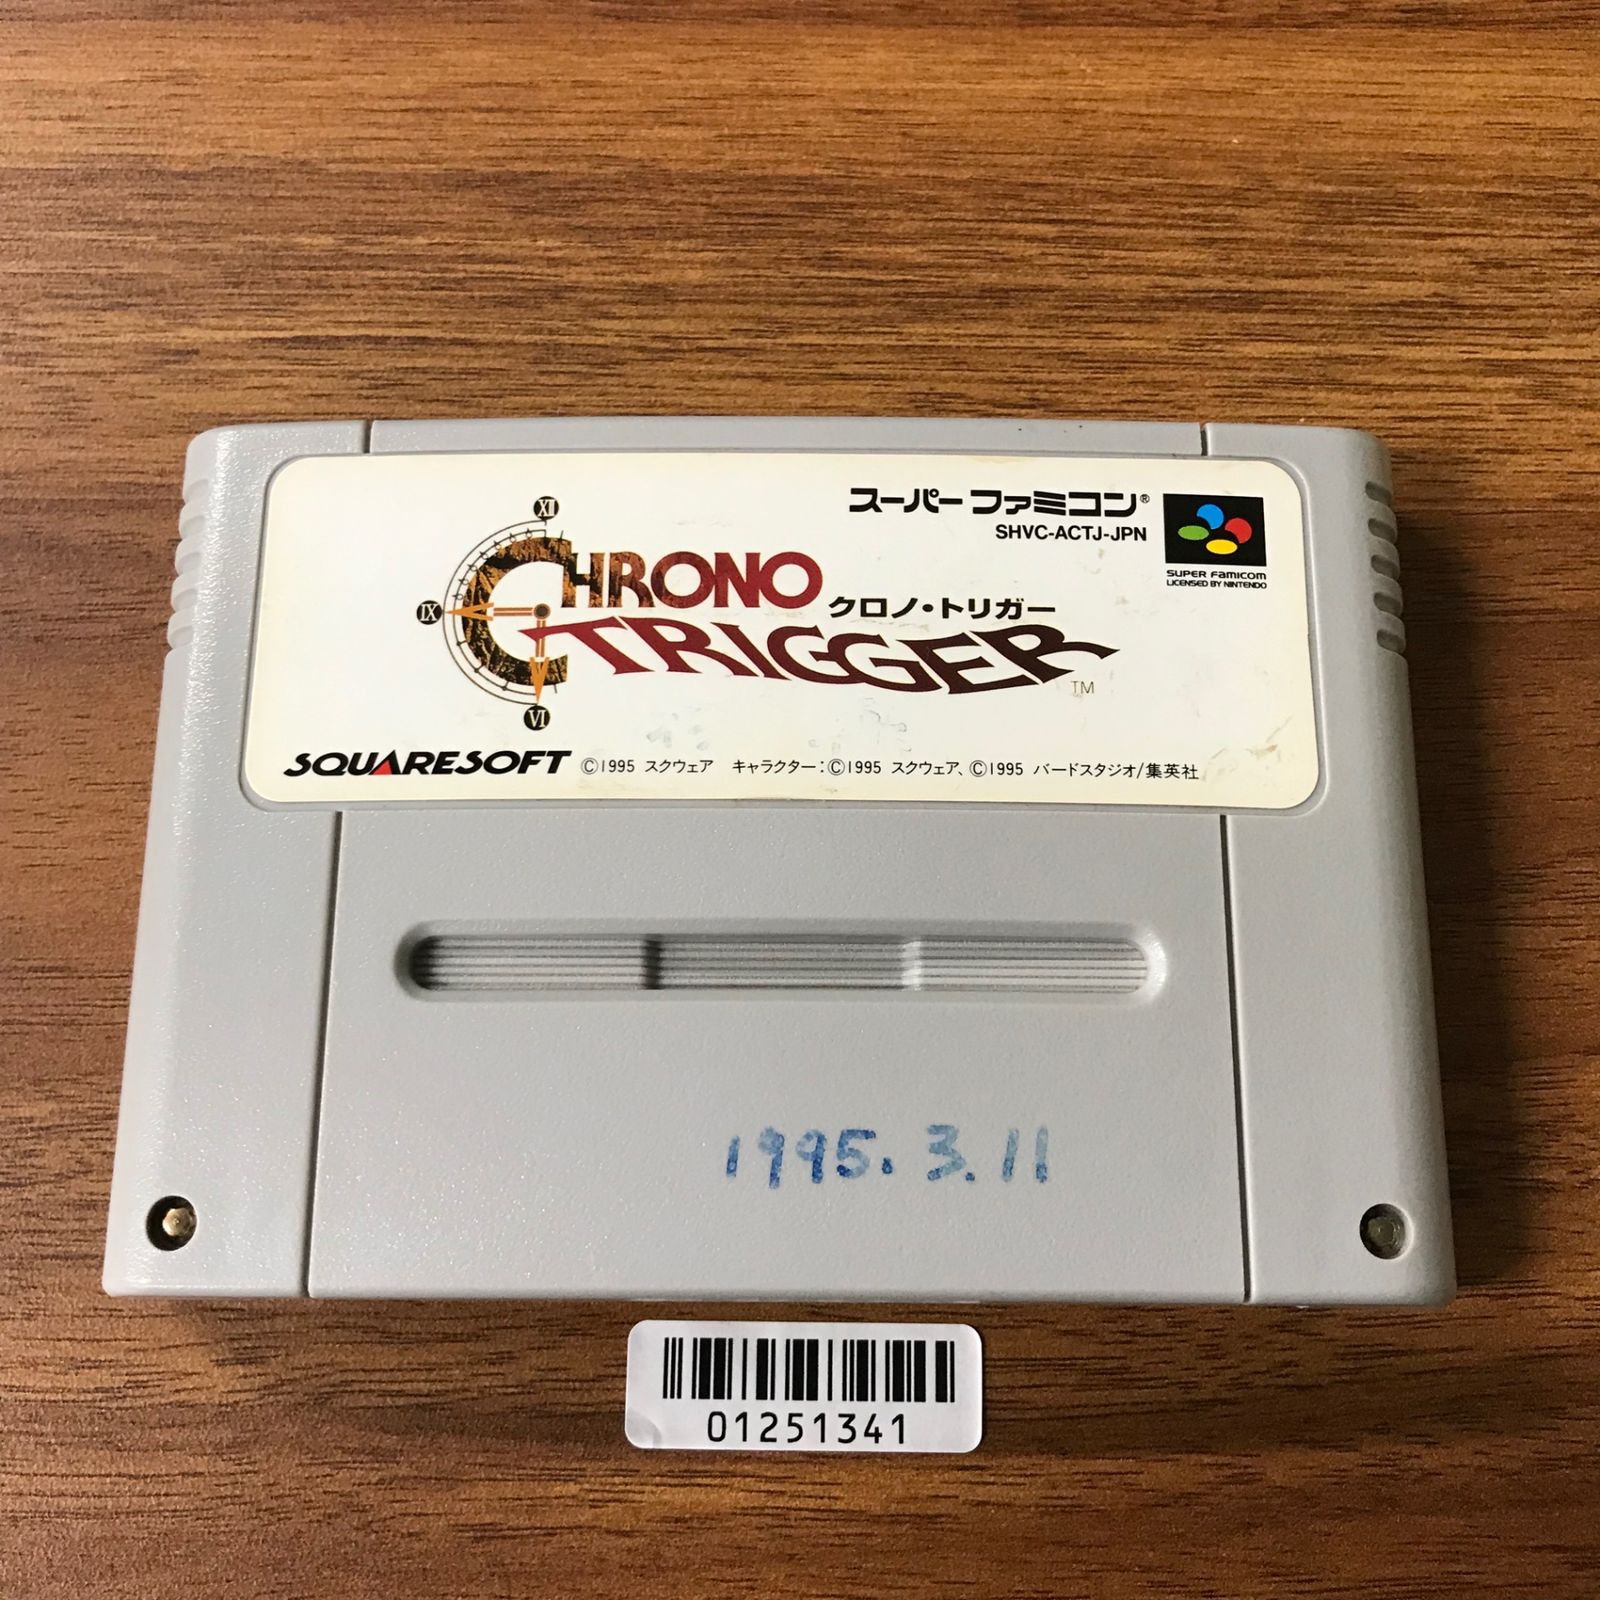 スーパーファミコン®
SHVC-ACTJ-JPN
SUPER FAMICOM
LICENSED BY NINTENDO
XII
IX
VI
CHRONO
クロノ・トリガー
TRIGGER™
SQUARESOFT ©1995 スクウェア キャラクター:©1995 スクウェア、©1995 バードスタジオ/集英社
1995.3.11
01251341